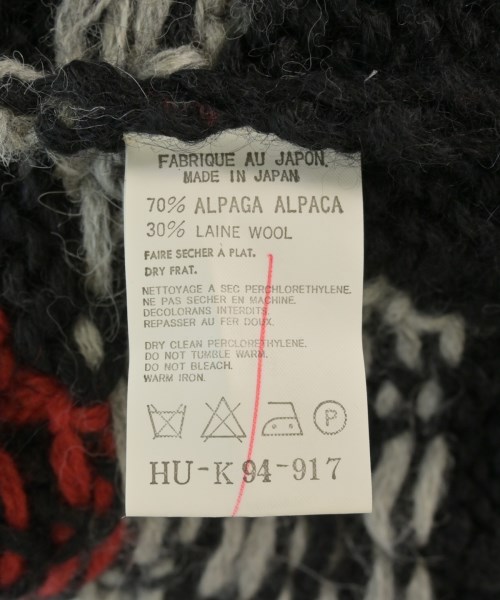 FABRIQUE AU JAPON.
MADE IN JAPAN
70% ALPAGA ALPACA
30% LAINE WOOL
FAIRE SECHER A PLAT.
DRY FRAT.
NETTOYAGE A SEC PERCHLORETHYLENE.
NE PAS SECHER EN MACHINE.
DECOLORANS INTERDITS.
REPASSER AU FER DOUX.
DRY CLEAN PERCLORETHYLENE.
DO NOT TUMBLE WARM.
DO NOT BLEACH.
WARM IRON.
P
HU-K 94-917